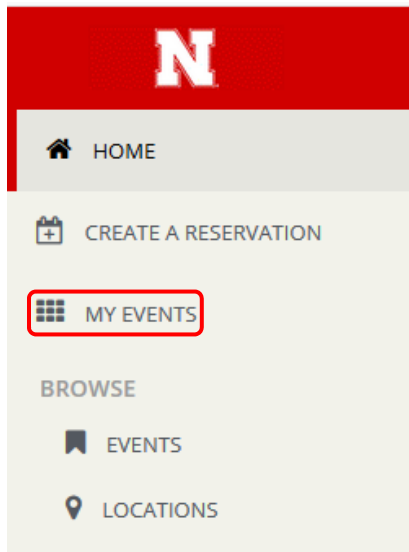 N
HOME
CREATE A RESERVATION
MY EVENTS
BROWSE
EVENTS
LOCATIONS